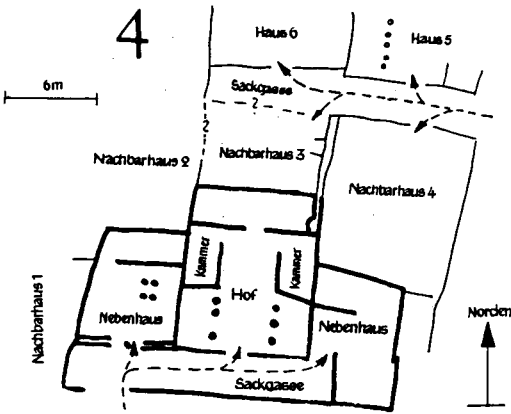 4
Haus 6
Haus 5
6m
Sackgasse
2
2
Nachbarhaus 2
Nachbarhaus 3
Nachbarhaus 4
Kammer
Kammer
Nachbarhaus 1
Hof
Nebenhaus
Nebenhaus
Norden
Sackgasse